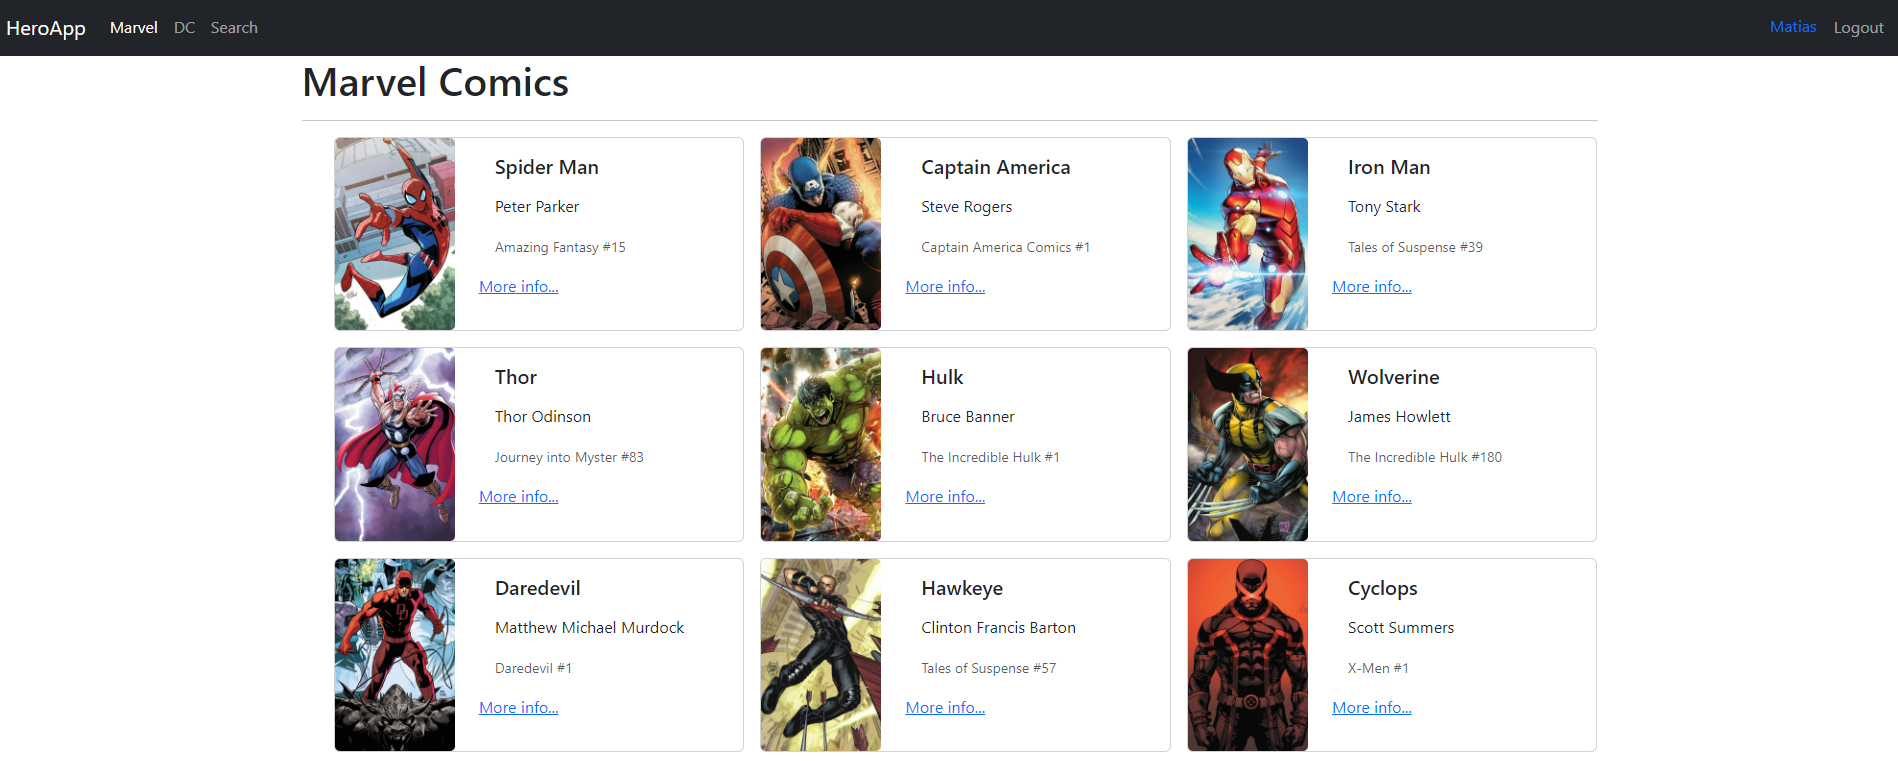 HeroApp Marvel DC Search Matias Logout
Marvel Comics
Spider Man
Peter Parker
Amazing Fantasy #15
More info...
Captain America
Steve Rogers
Captain America Comics #1
More info...
Iron Man
Tony Stark
Tales of Suspense #39
More info...
Thor
Thor Odinson
Journey into Myster #83
More info...
Hulk
Bruce Banner
The Incredible Hulk #1
More info...
Wolverine
James Howlett
The Incredible Hulk #180
More info...
Daredevil
Matthew Michael Murdock
Daredevil #1
More info...
Hawkeye
Clinton Francis Barton
Tales of Suspense #57
More info...
Cyclops
Scott Summers
X-Men #1
More info...